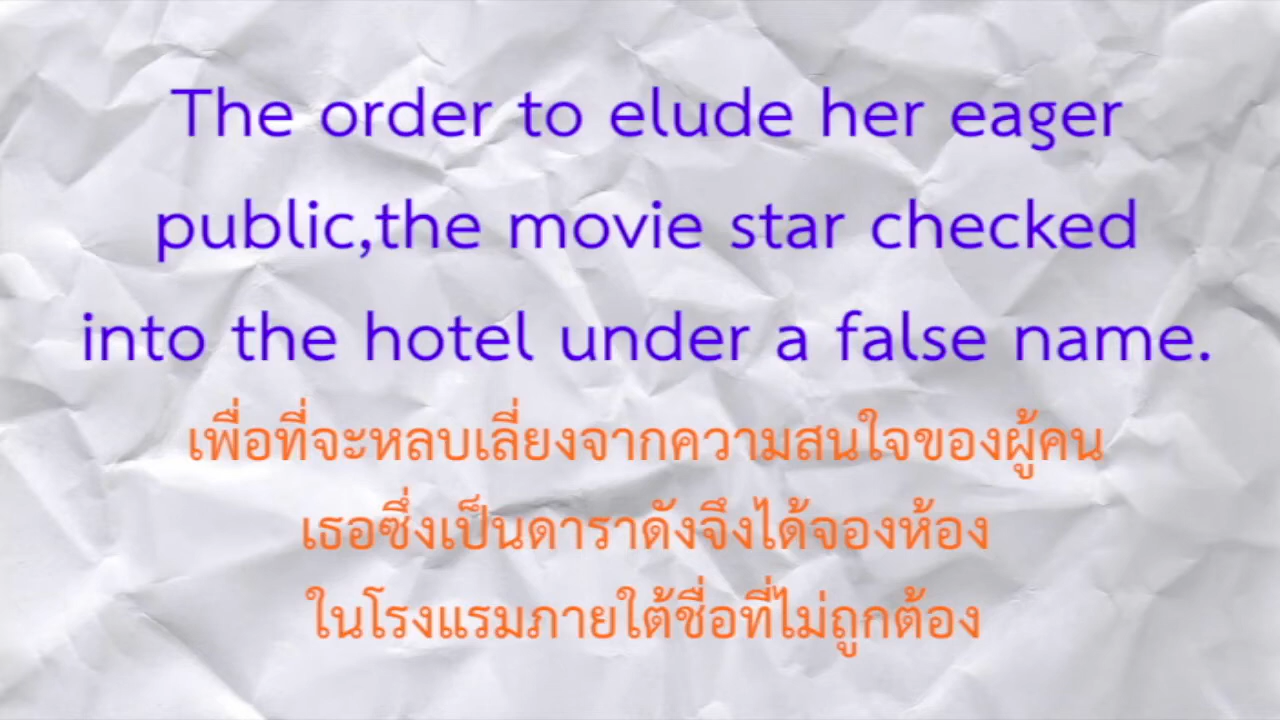 The order to elude her eager
public,the movie star checked
into the hotel under a false name.
เพื่อที่จะหลบเลี่ยงจากความสนใจของผู้คน
เธอซึ่งเป็นดาราดังจึงได้จองห้อง
ในโรงแรมภายใต้ชื่อที่ไม่ถูกต้อง